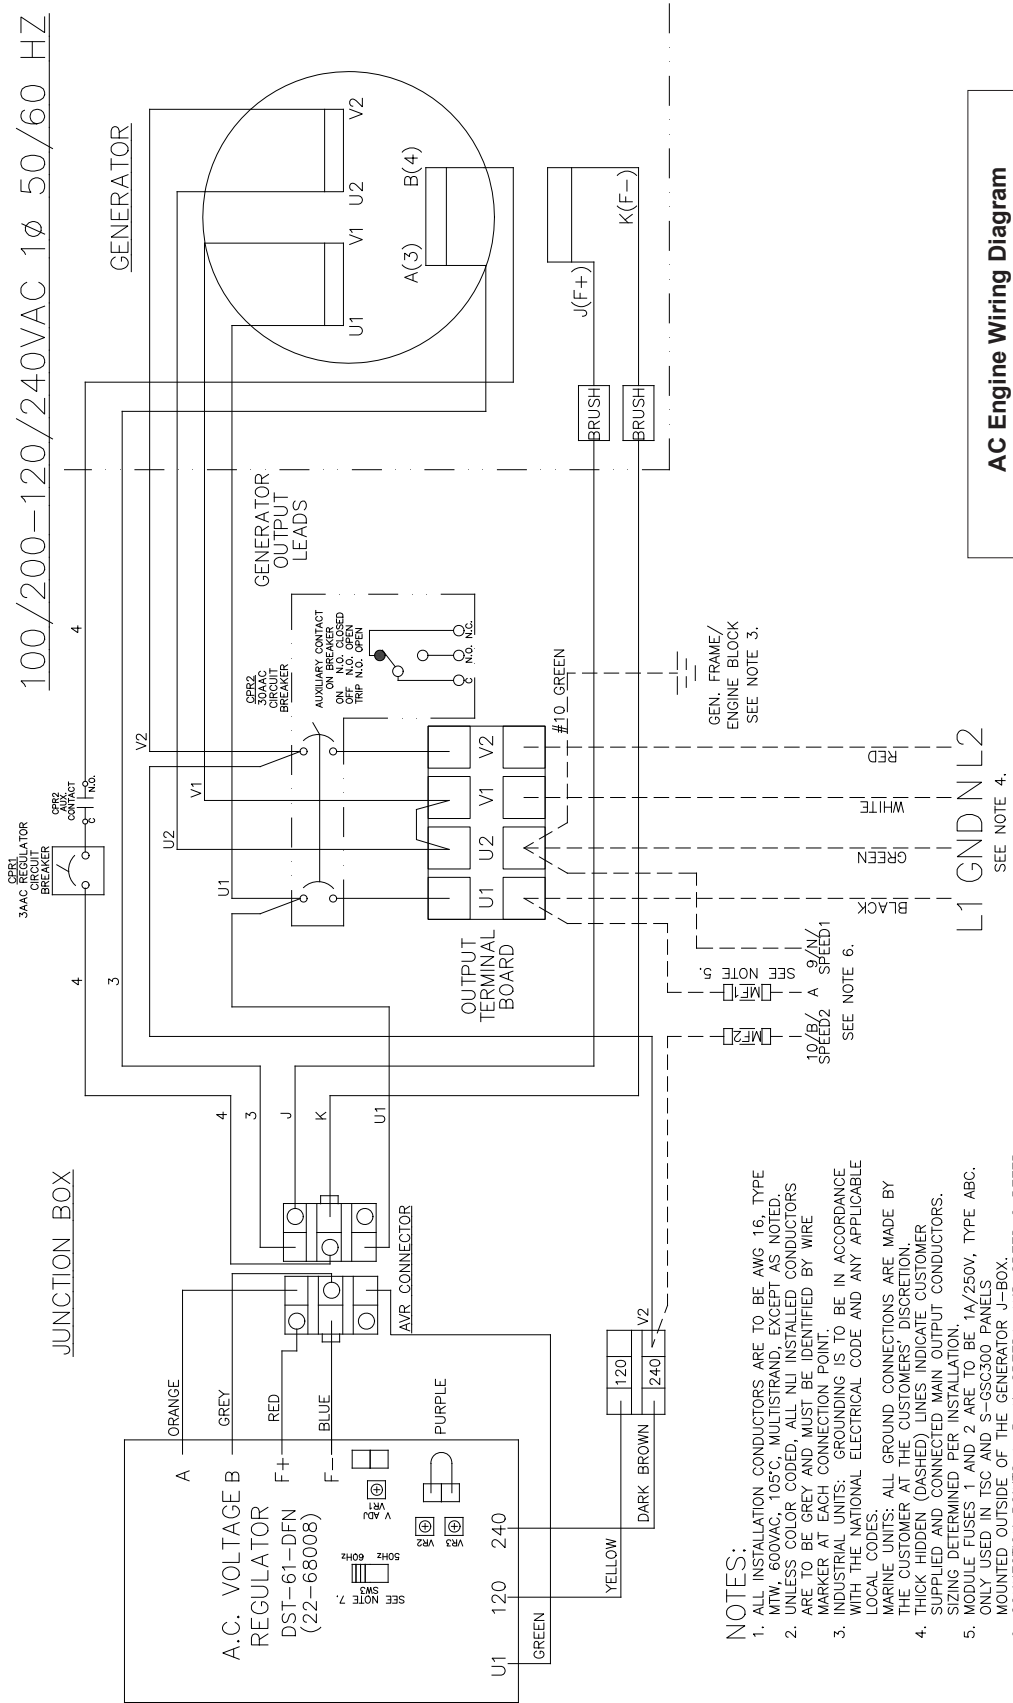 100/200-120/240VAC 1ø 50/60 HZ
GENERATOR
V2
U2
V1
U1
B(4)
A(3)
K(F-)
J(F+)
BRUSH
BRUSH
GENERATOR
OUTPUT
LEADS
4
CPR2
30AAC
CIRCUIT
BREAKER
AUXILIARY CONTACT
ON BREAKER
ON N.O. CLOSED
OFF N.O. OPEN
TRIP N.O. OPEN
C
N.O.
N.C.
#10 GREEN
GEN. FRAME/
ENGINE BLOCK
SEE NOTE 3.
CPR1
3AAC REGULATOR
CIRCUIT
BREAKER
CPR2
AUX.
CONTACT
C
N.O.
V2
V1
U2
U1
4
3
OUTPUT
TERMINAL
BOARD
U1
U2
V1
V2
BLACK
GREEN
WHITE
RED
L1 GND N L2
SEE NOTE 4.
SEE NOTE 5.
MF1
MF2
10/B/
SPEED2
A
9/N/
SPEED1
SEE NOTE 6.
JUNCTION BOX
4
3
J
K
U1
AVR CONNECTOR
ORANGE
GREY
RED
BLUE
PURPLE
A
B
F+
F-
A.C. VOLTAGE
REGULATOR
DST-61-DFN
(22-68008)
V ADJ
VR1
VR2
VR3
60Hz
50Hz
SW3
SEE NOTE 7.
U1
120
240
GREEN
YELLOW
DARK BROWN
120
240
V2
NOTES:
1. ALL INSTALLATION CONDUCTORS ARE TO BE AWG 16, TYPE
MTW, 600VAC, 105°C, MULTISTRAND, EXCEPT AS NOTED.
2. UNLESS COLOR CODED, ALL NLI INSTALLED CONDUCTORS
ARE TO BE GREY AND MUST BE IDENTIFIED BY WIRE
MARKER AT EACH CONNECTION POINT.
3. INDUSTRIAL UNITS: GROUNDING IS TO BE IN ACCORDANCE
WITH THE NATIONAL ELECTRICAL CODE AND ANY APPLICABLE
LOCAL CODES.
MARINE UNITS: ALL GROUND CONNECTIONS ARE MADE BY
THE CUSTOMER AT THE CUSTOMERS' DISCRETION.
4. THICK HIDDEN (DASHED) LINES INDICATE CUSTOMER
SUPPLIED AND CONNECTED MAIN OUTPUT CONDUCTORS.
SIZING DETERMINED PER INSTALLATION.
5. MODULE FUSES 1 AND 2 ARE TO BE 1A/250V, TYPE ABC.
ONLY USED IN TSC AND S-GSC300 PANELS
MOUNTED OUTSIDE OF THE GENERATOR J-BOX.
AC Engine Wiring Diagram